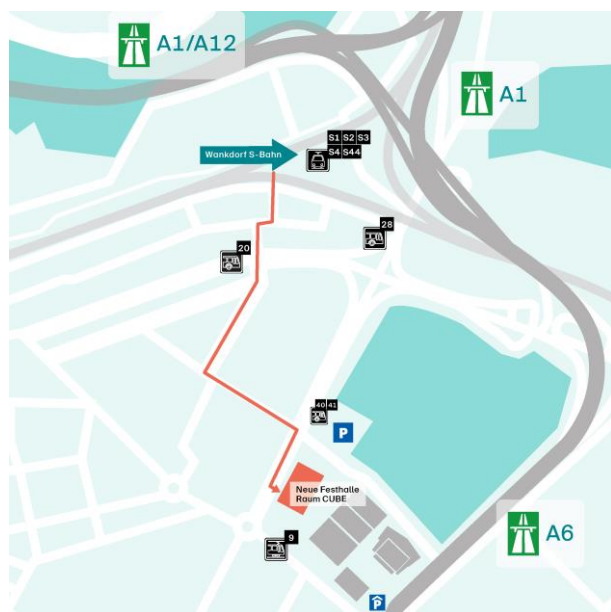 A1/A12
A1
S1 S2 S3
S4 S44
Wankdorf S-Bahn
28
20
40 41
P
Neue Festhalle
Raum CUBE
9
A6
P